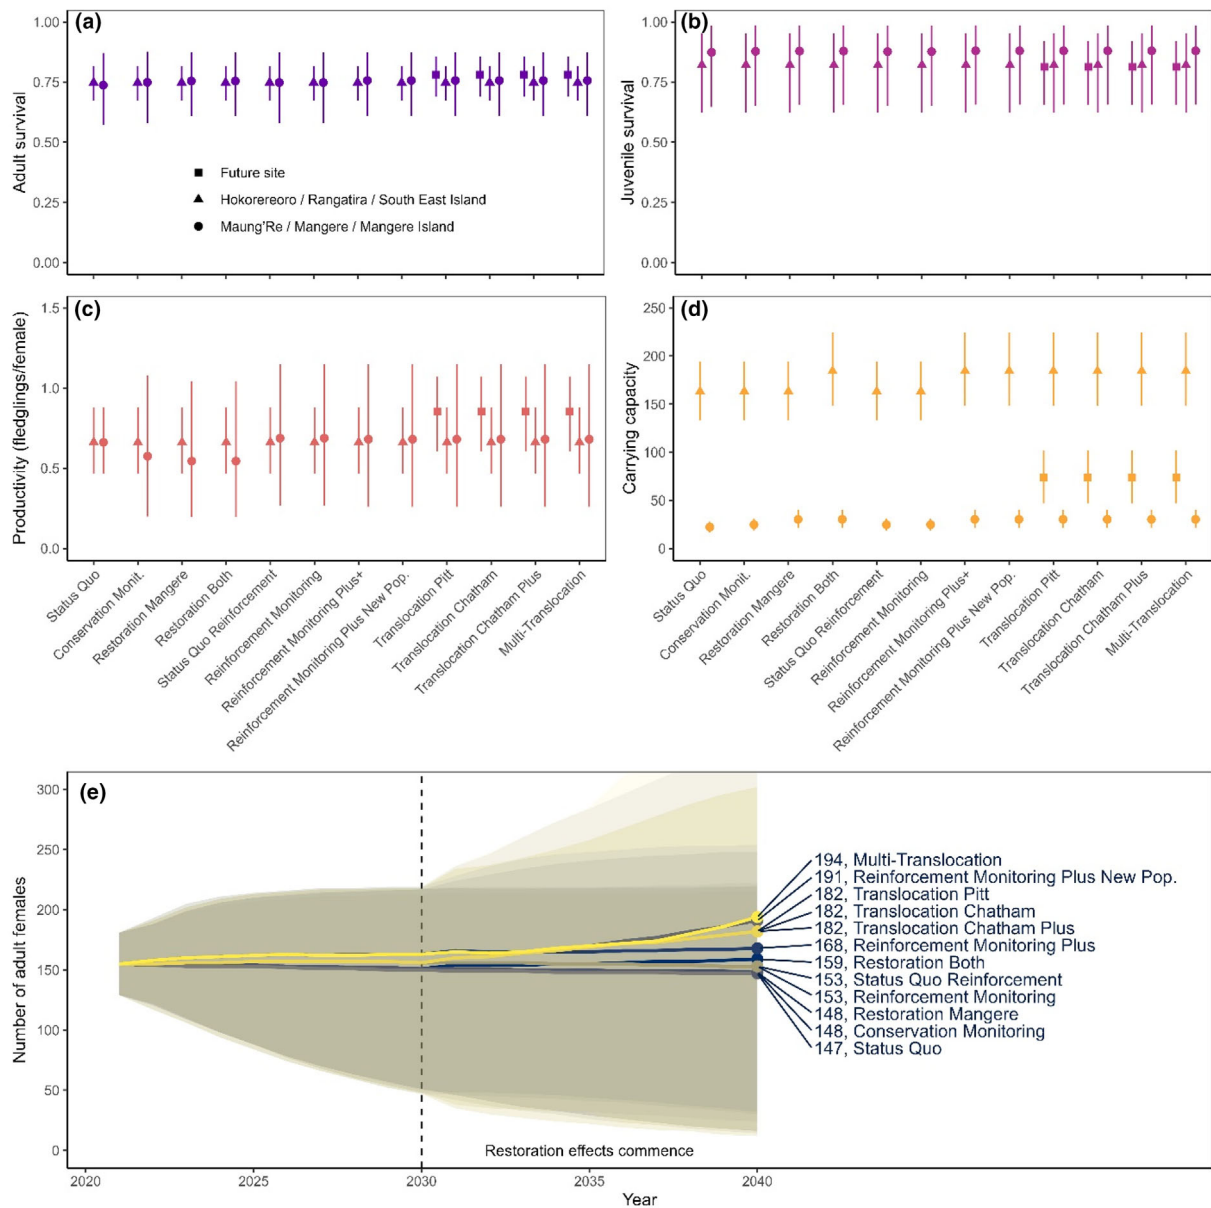 (a)
Adult survival
1.00
0.75
0.50
0.25
0.00
Future site
Hokorereoro / Rangatira / South East Island
Maung'Re / Mangere / Mangere Island
(b)
Juvenile survival
1.00
0.75
0.50
0.25
0.00
(c)
Productivity (fledglings/female)
1.5
1.0
0.5
0.0
Status Quo
Conservation Monit.
Restoration Mangere
Restoration Both
Status Quo Reinforcement
Reinforcement Monitoring
Reinforcement Monitoring Plus+
Reinforcement Monitoring Plus New Pop.
Translocation Pitt
Translocation Chatham
Translocation Chatham Plus
Multi-Translocation
(d)
Carrying capacity
250
200
150
100
50
0
Status Quo
Conservation Monit.
Restoration Mangere
Restoration Both
Status Quo Reinforcement
Reinforcement Monitoring
Reinforcement Monitoring Plus+
Reinforcement Monitoring Plus New Pop.
Translocation Pitt
Translocation Chatham
Translocation Chatham Plus
Multi-Translocation
(e)
Number of adult females
300
250
200
150
100
50
0
194, Multi-Translocation
191, Reinforcement Monitoring Plus New Pop.
182, Translocation Pitt
182, Translocation Chatham
182, Translocation Chatham Plus
168, Reinforcement Monitoring Plus
159, Restoration Both
153, Status Quo Reinforcement
153, Reinforcement Monitoring
148, Restoration Mangere
148, Conservation Monitoring
147, Status Quo
Restoration effects commence
2020
2025
2030
2035
2040
Year